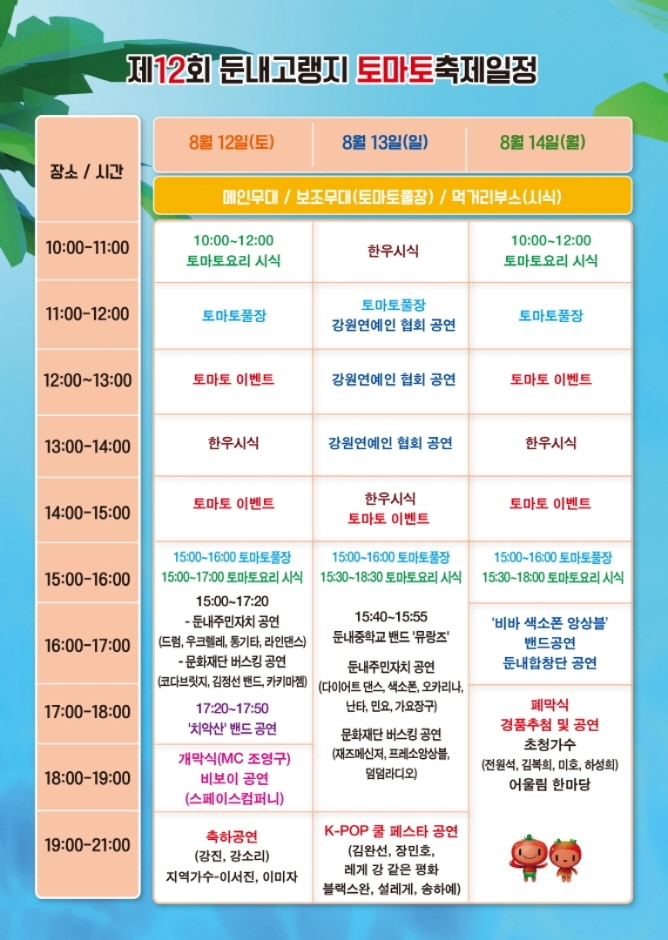 제12회 둔내고랭지 토마토축제일정
장소 / 시간
8월 12일(토)
8월 13일(일)
8월 14일(월)
메인무대 / 보조무대(토마토풀장) / 먹거리부스(시식)
10:00-11:00
10:00~12:00
토마토요리 시식
한우시식
10:00~12:00
토마토요리 시식
11:00-12:00
토마토풀장
토마토풀장
강원연예인 협회 공연
토마토풀장
12:00~13:00
토마토 이벤트
강원연예인 협회 공연
토마토 이벤트
13:00-14:00
한우시식
강원연예인 협회 공연
한우시식
14:00-15:00
토마토 이벤트
한우시식
토마토 이벤트
토마토 이벤트
15:00-16:00
16:00-17:00
17:00-18:00
18:00-19:00
19:00-21:00
15:00~16:00 토마토풀장
15:00~17:00 토마토요리 시식
15:00~17:20
- 둔내주민자치 공연
(드럼, 우크렐레, 통기타, 라인댄스)
- 문화재단 버스킹 공연
(코다브릿지, 김정선 밴드, 카키마젬)
17:20~17:50
'치악산' 밴드 공연
개막식(MC 조영구)
비보이 공연
(스페이스컴퍼니)
축하공연
(강진, 강소리)
지역가수-이서진, 이미자
15:00~16:00 토마토풀장
15:30~18:30 토마토요리 시식
15:40~15:55
둔내중학교 밴드 '뮤랑즈'
둔내주민자치 공연
(다이어트 댄스, 색소폰, 오카리나,
난타, 민요, 가요장구)
문화재단 버스킹 공연
(재즈메신저, 프레소앙상블,
덤덤라디오)
K-POP 쿨 페스타 공연
(김완선, 장민호,
레게 강 같은 평화
블랙스완, 설레게, 송하예)
15:00~16:00 토마토풀장
15:30~18:00 토마토요리 시식
'비바 색소폰 앙상블'
밴드공연
둔내합창단 공연
폐막식
경품추첨 및 공연
초청가수
(전원석, 김복희, 미호, 하성희)
어울림 한마당